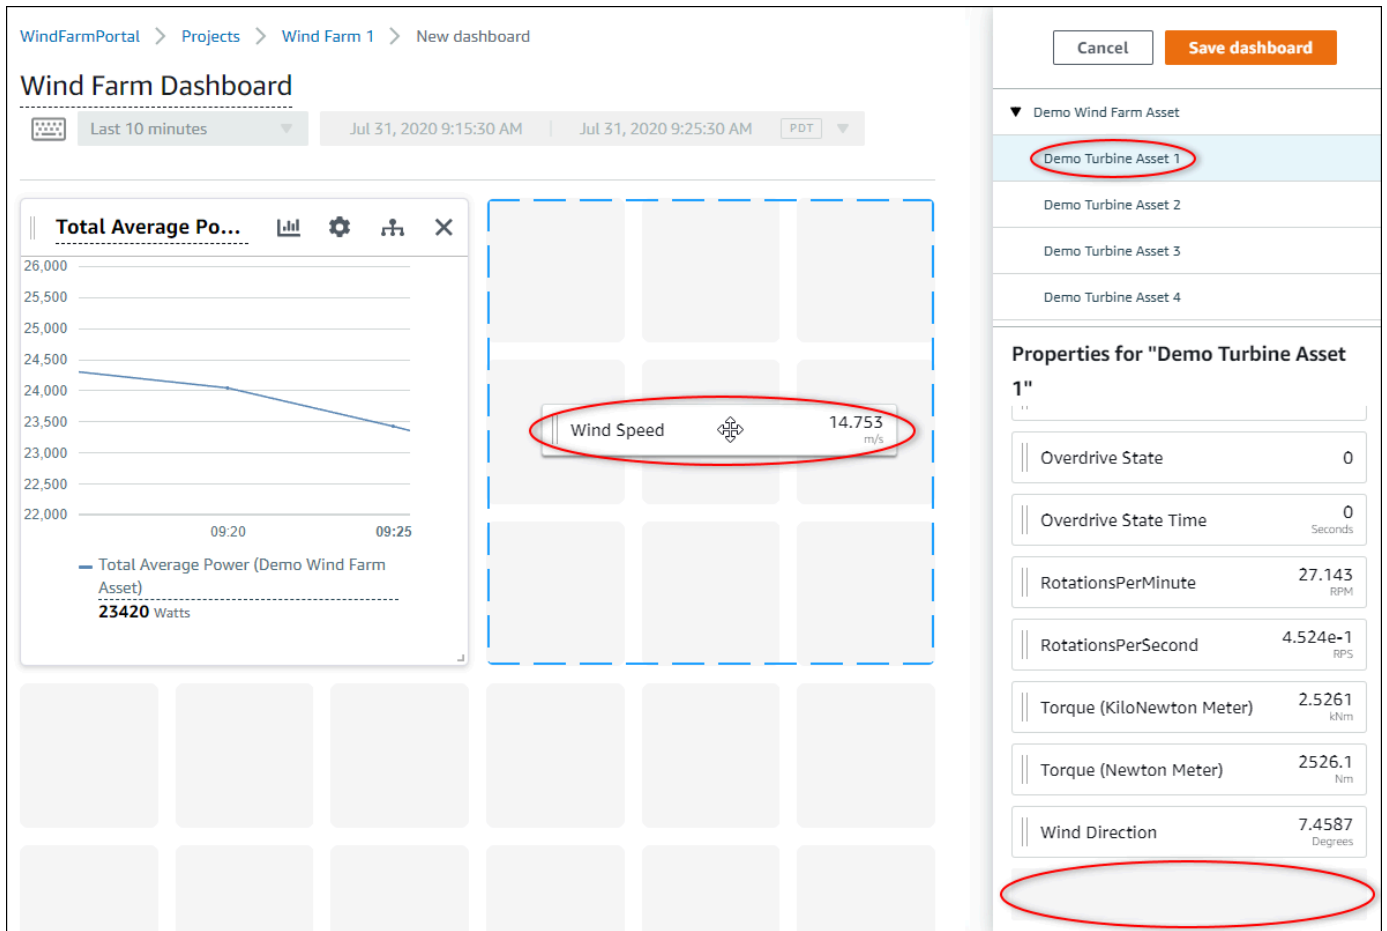 WindFarmPortal > Projects > Wind Farm 1 > New dashboard
Wind Farm Dashboard
Last 10 minutes
Jul 31, 2020 9:15:30 AM
Jul 31, 2020 9:25:30 AM
PDT
Total Average Po...
26,000
25,500
25,000
24,500
24,000
23,500
23,000
22,500
22,000
09:20
09:25
Total Average Power (Demo Wind Farm
Asset)
23420 Watts
Wind Speed
14.753
m/s
Cancel
Save dashboard
Demo Wind Farm Asset
Demo Turbine Asset 1
Demo Turbine Asset 2
Demo Turbine Asset 3
Demo Turbine Asset 4
Properties for "Demo Turbine Asset
1"
Overdrive State
0
Overdrive State Time
0
Seconds
RotationsPerMinute
27.143
RPM
RotationsPerSecond
4.524e-1
RPS
Torque (KiloNewton Meter)
2.5261
kNm
Torque (Newton Meter)
2526.1
Nm
Wind Direction
7.4587
Degrees